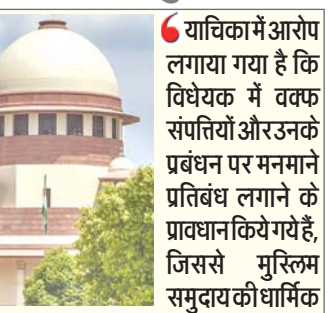 याचिका में आरोप
लगाया गया है कि
विधेयक में वक्फ
संपत्तियों और उनके
प्रबंधन पर मनमाने
प्रतिबंध लगाने के
प्रावधान किये गये हैं,
जिससे मुस्लिम
समुदाय की धार्मिक